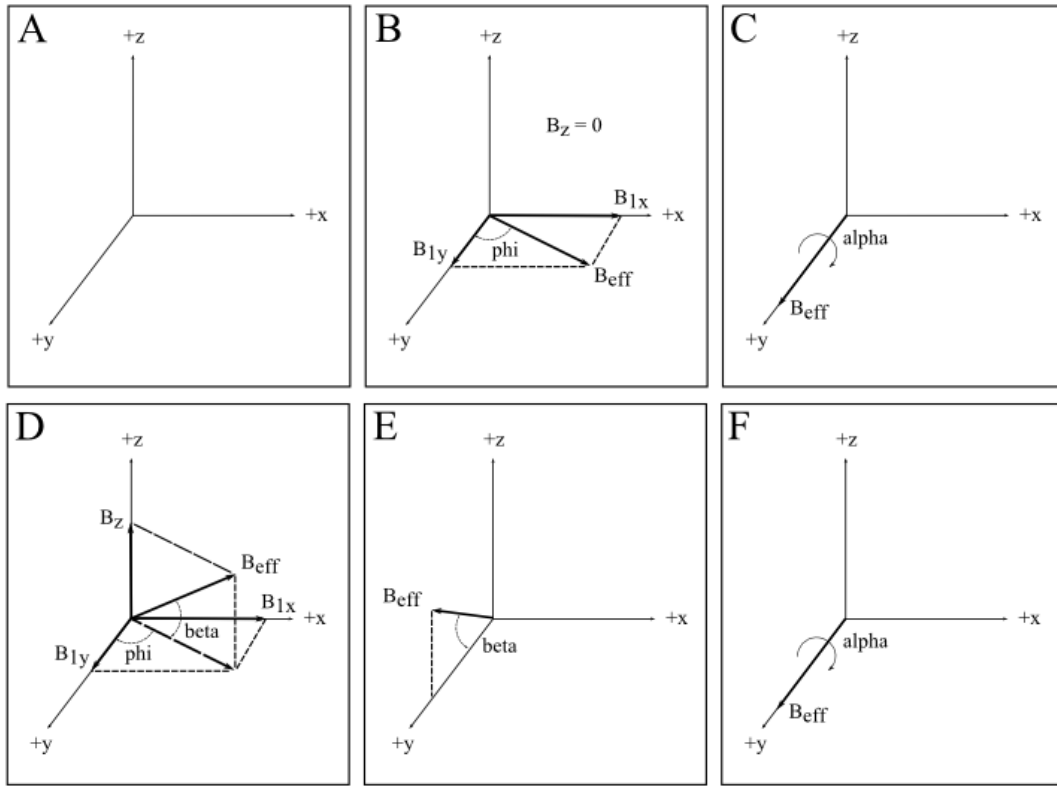 A
+z
+x
+y
B
+z
B_z = 0
B_1x
+x
B_1y
phi
B_eff
+y
C
+z
+x
alpha
B_eff
+y
D
+z
B_z
B_eff
B_1x
+x
beta
B_1y
phi
+y
E
+z
B_eff
+x
beta
+y
F
+z
+x
alpha
B_eff
+y